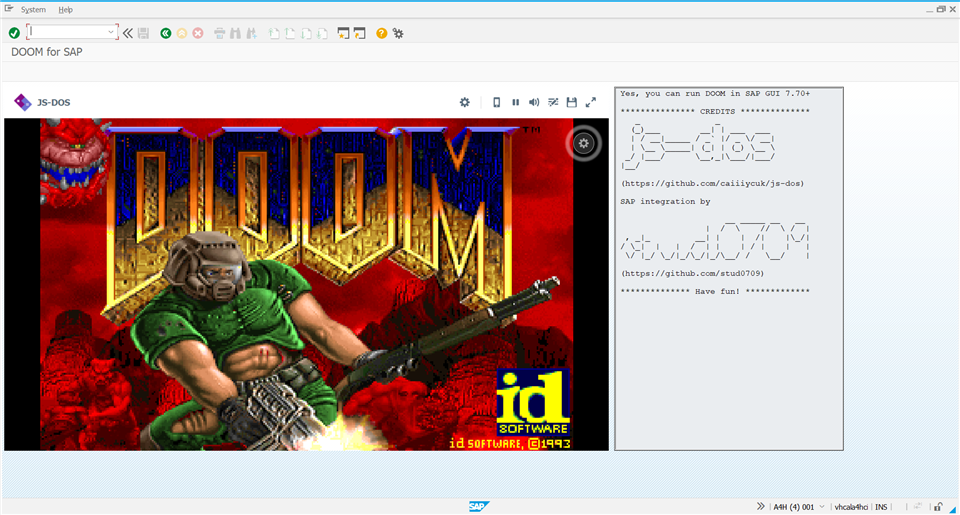 System Help
DOOM for SAP
JS-DOS
DOOM
TM
id
SOFTWARE
id SOFTWARE, ©1993
Yes, you can run DOOM in SAP GUI 7.70+
*************** CREDITS **************
js-dos
(https://github.com/caiiiycuk/js-dos)
SAP integration by
(https://github.com/stud0709)
************** Have fun! **************
SAP
A4H (4) 001 vhcala4hci INS